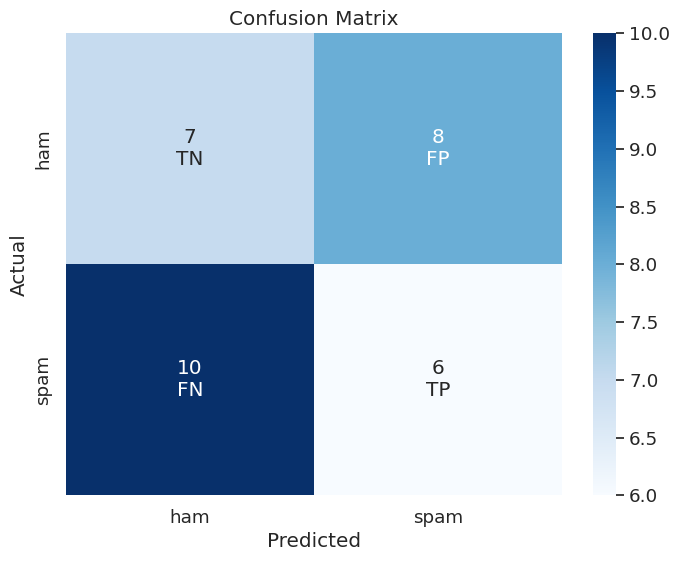 Confusion Matrix
Actual
ham
spam
7
TN
8
FP
10
FN
6
TP
ham
spam
Predicted
10.0
9.5
9.0
8.5
8.0
7.5
7.0
6.5
6.0